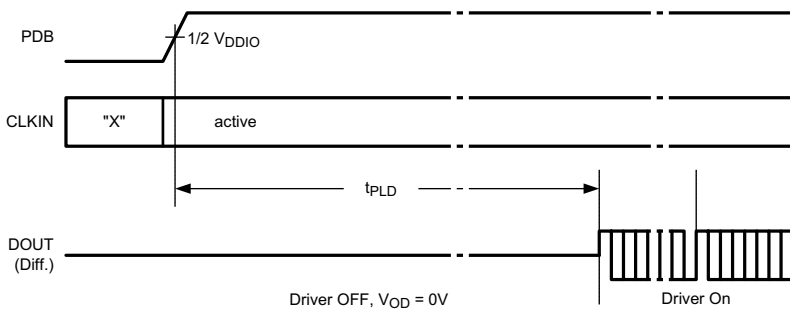 PDB
1/2 VDDIO
CLKIN
"X"
active
tPLD
DOUT
(Diff.)
Driver OFF, VOD = 0V
Driver On